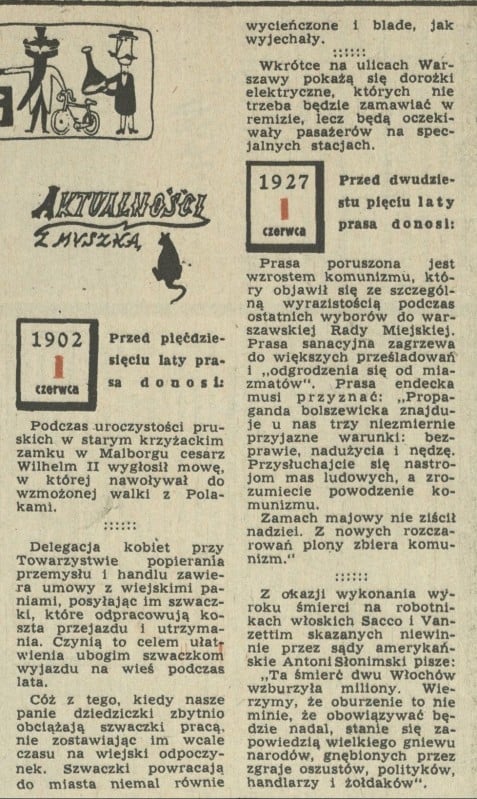 AKTUALNOŚCI
Z MYSZKĄ
1902
1
czerwca
Przed pięćdzie-
sięciu laty pra-
sa donosi:
Podczas uroczystości pru-
skich w starym krzyżackim
zamku w Malborgu cesarz
Wilhelm II wygłosił mowę,
w której nawoływał do
wzmożonej walki z Pola-
kami.
::::::
Delegacja kobiet przy
Towarzystwie popierania
przemysłu i handlu zawie-
ra umowy z wiejskimi pa-
niami, posyłając im szwacz-
ki, które odpracowują ko-
szta przejazdu i utrzyma-
nia. Czynią to celem ułat-
wienia ubogim szwaczkom
wyjazdu na wieś podczas
lata.
Cóż z tego, kiedy nasze
panie dziedziczki zbytnio
obciążają szwaczki pracą,
nie zostawiając im wcale
czasu na wiejski odpoczy-
nek. Szwaczki powracają
do miasta niemal równie
wycieńczone i blade, jak
wyjechały.
::::::
Wkrótce na ulicach War-
szawy pokażą się dorożki
elektryczne, których nie
trzeba będzie zamawiać w
remizie, lecz będą oczeki-
wały pasażerów na spec-
jalnych stacjach.
1927
1
czerwca
Przed dwudzie-
stu pięciu laty
prasa donosi:
Prasa poruszona jest
wzrostem komunizmu, któ-
ry objawił się ze szczegól-
ną wyrazistością podczas
ostatnich wyborów do war-
szawskiej Rady Miejskiej.
Prasa sanacyjna zagrzewa
do większych prześladowań
i „odgrodzenia się od mia-
zmatów“. Prasa endecka
musi przyznać: „Propa-
ganda bolszewicka znajdu-
je u nas trzy niezmiernie
przyjazne warunki: bez-
prawie, nadużycia i nędzę.
Przysłuchajcie się nastro-
jom mas ludowych, a zro-
zumiecie powodzenie ko-
munizmu.
Zamach majowy nie ziścił
nadziei. Z nowych rozcza-
rowań plony zbiera komu-
nizm.“
::::::
Z okazji wykonania wy-
roku śmierci na robotni-
kach włoskich Sacco i Van-
zettim skazanych niewin-
nie przez sądy amerykań-
skie Antoni Słonimski pisze:
„Ta śmierć dwu Włochów
wzburzyła miliony. Wie-
rzymy, że oburzenie to nie
minie, że obowiązywać bę-
dzie nadal, stanie się za-
powiedzią wielkiego gniewu
narodów, gnębionych przez
zgraje oszustów, polityków,
handlarzy i żołdaków“.